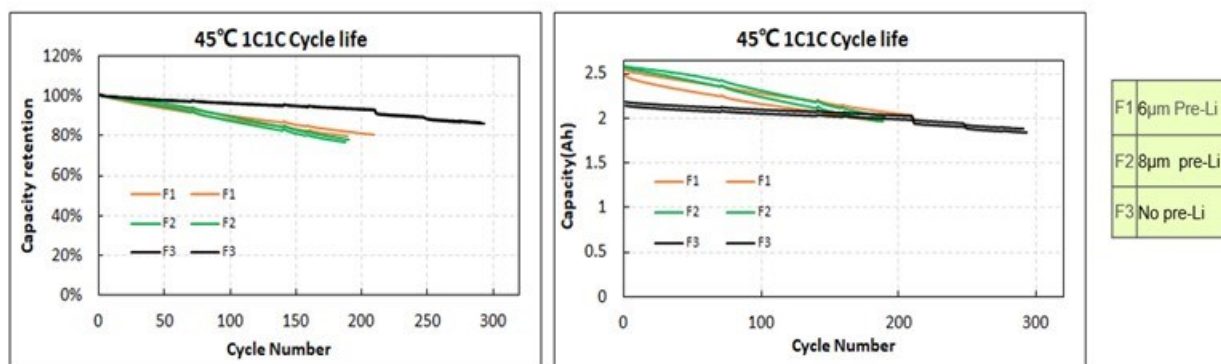 45℃ 1C1C Cycle life
120%
100%
80%
60%
40%
20%
0%
Capacity retention
F1 F1
F2 F2
F3 F3
0 50 100 150 200 250 300
Cycle Number
45℃ 1C1C Cycle life
2.5
2
1.5
1
0.5
0
Capacity(Ah)
F1 F1
F2 F2
F3 F3
0 100 200 300
Cycle Number
F1 6μm Pre-Li
F2 8μm pre-Li
F3 No pre-Li